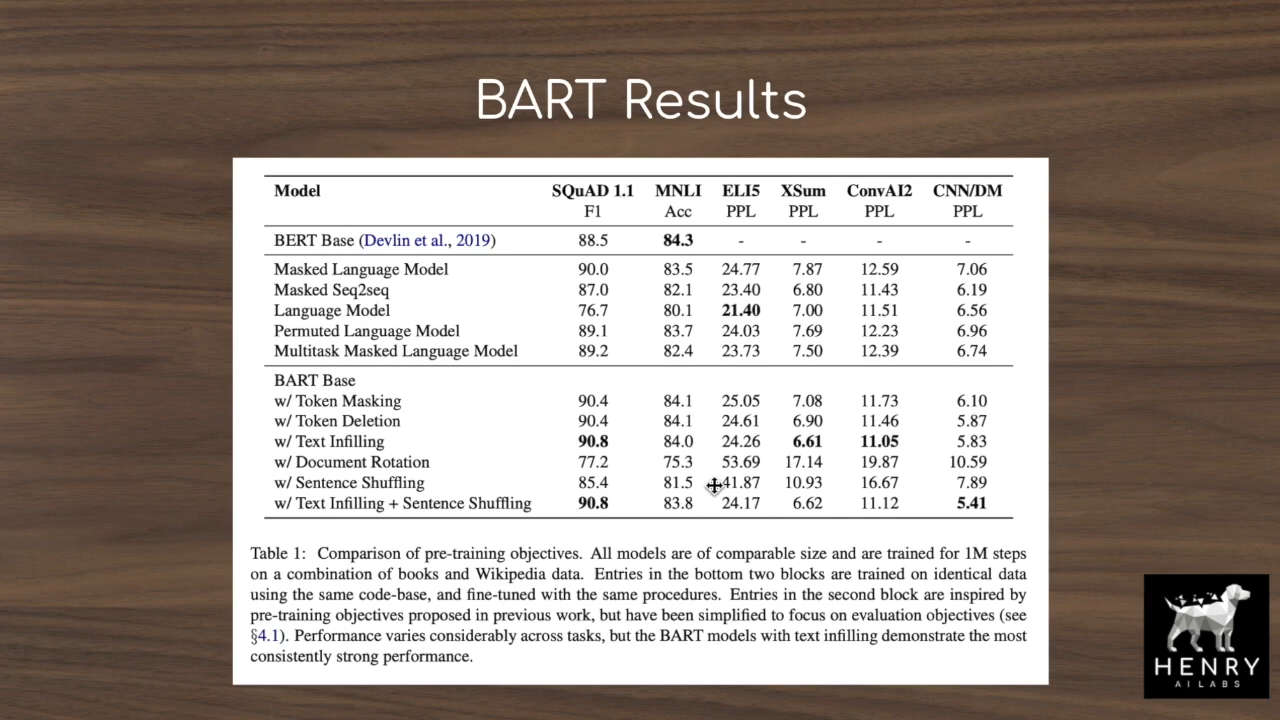 BART Results
Model SQuAD 1.1 MNLI ELI5 XSum ConvAI2 CNN/DM
F1 Acc PPL PPL PPL PPL
BERT Base (Devlin et al., 2019) 88.5 84.3 - - - -
Masked Language Model 90.0 83.5 24.77 7.87 12.59 7.06
Masked Seq2seq 87.0 82.1 23.40 6.80 11.43 6.19
Language Model 76.7 80.1 21.40 7.00 11.51 6.56
Permuted Language Model 89.1 83.7 24.03 7.69 12.23 6.96
Multitask Masked Language Model 89.2 82.4 23.73 7.50 12.39 6.74
BART Base
w/ Token Masking 90.4 84.1 25.05 7.08 11.73 6.10
w/ Token Deletion 90.4 84.1 24.61 6.90 11.46 5.87
w/ Text Infilling 90.8 84.0 24.26 6.61 11.05 5.83
w/ Document Rotation 77.2 75.3 53.69 17.14 19.87 10.59
w/ Sentence Shuffling 85.4 81.5 41.87 10.93 16.67 7.89
w/ Text Infilling + Sentence Shuffling 90.8 83.8 24.17 6.62 11.12 5.41
Table 1: Comparison of pre-training objectives. All models are of comparable size and are trained for 1M steps
on a combination of books and Wikipedia data. Entries in the bottom two blocks are trained on identical data
using the same code-base, and fine-tuned with the same procedures. Entries in the second block are inspired by
pre-training objectives proposed in previous work, but have been simplified to focus on evaluation objectives (see
§4.1). Performance varies considerably across tasks, but the BART models with text infilling demonstrate the most
consistently strong performance.
HENRY
AI LABS